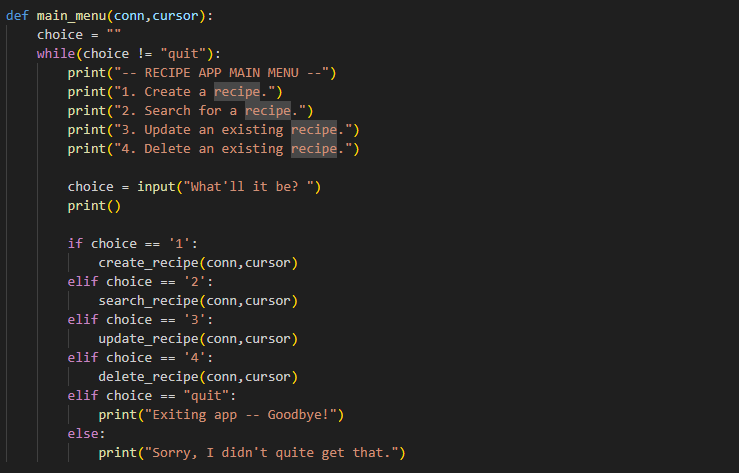 def main_menu(conn,cursor):
    choice = ""
    while(choice != "quit"):
        print("-- RECIPE APP MAIN MENU --")
        print("1. Create a recipe.")
        print("2. Search for a recipe.")
        print("3. Update an existing recipe.")
        print("4. Delete an existing recipe.")

        choice = input("What'll it be? ")
        print()

        if choice == '1':
            create_recipe(conn,cursor)
        elif choice == '2':
            search_recipe(conn,cursor)
        elif choice == '3':
            update_recipe(conn,cursor)
        elif choice == '4':
            delete_recipe(conn,cursor)
        elif choice == "quit":
            print("Exiting app -- Goodbye!")
        else:
            print("Sorry, I didn't quite get that.")